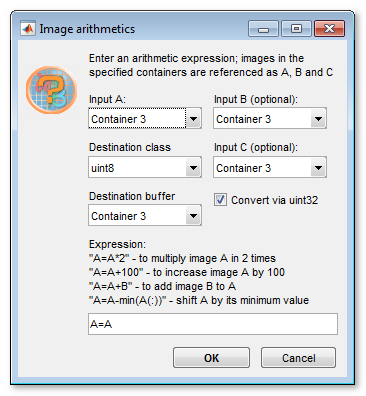 Image arithmetics
Enter an arithmetic expression; images in the
specified containers are referenced as A, B and C
Input A:
Input B (optional):
Container 3
Container 3
Destination class
Input C (optional):
uint8
Container 3
Destination buffer
Container 3
Convert via uint32
Expression:
"A=A*2" - to multiply image A in 2 times
"A=A+100" - to increase image A by 100
"A=A+B" - to add image B to A
"A=A-min(A(:))" - shift A by its minimum value
A=A
OK
Cancel